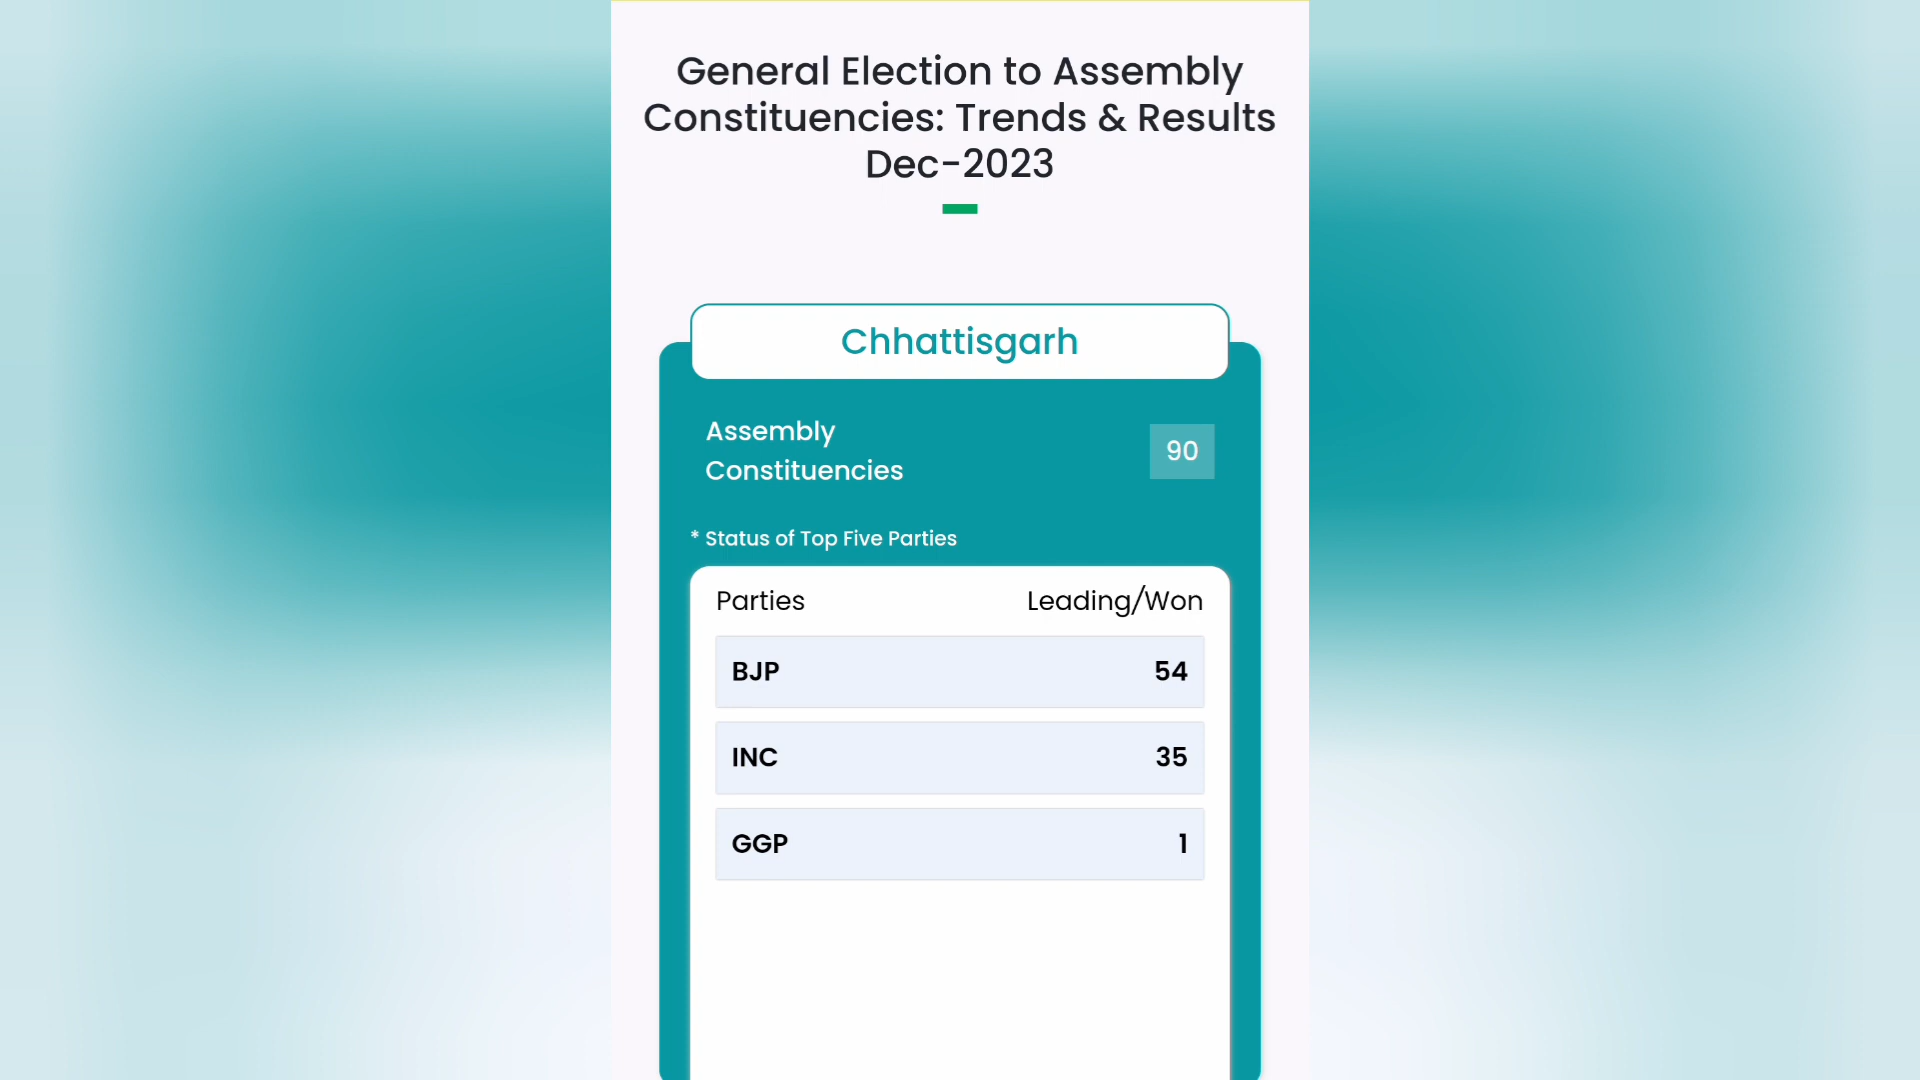 General Election to Assembly
Constituencies: Trends & Results
Dec-2023
Chhattisgarh
Assembly
Constituencies
90
* Status of Top Five Parties
Parties Leading/Won
BJP 54
INC 35
GGP 1